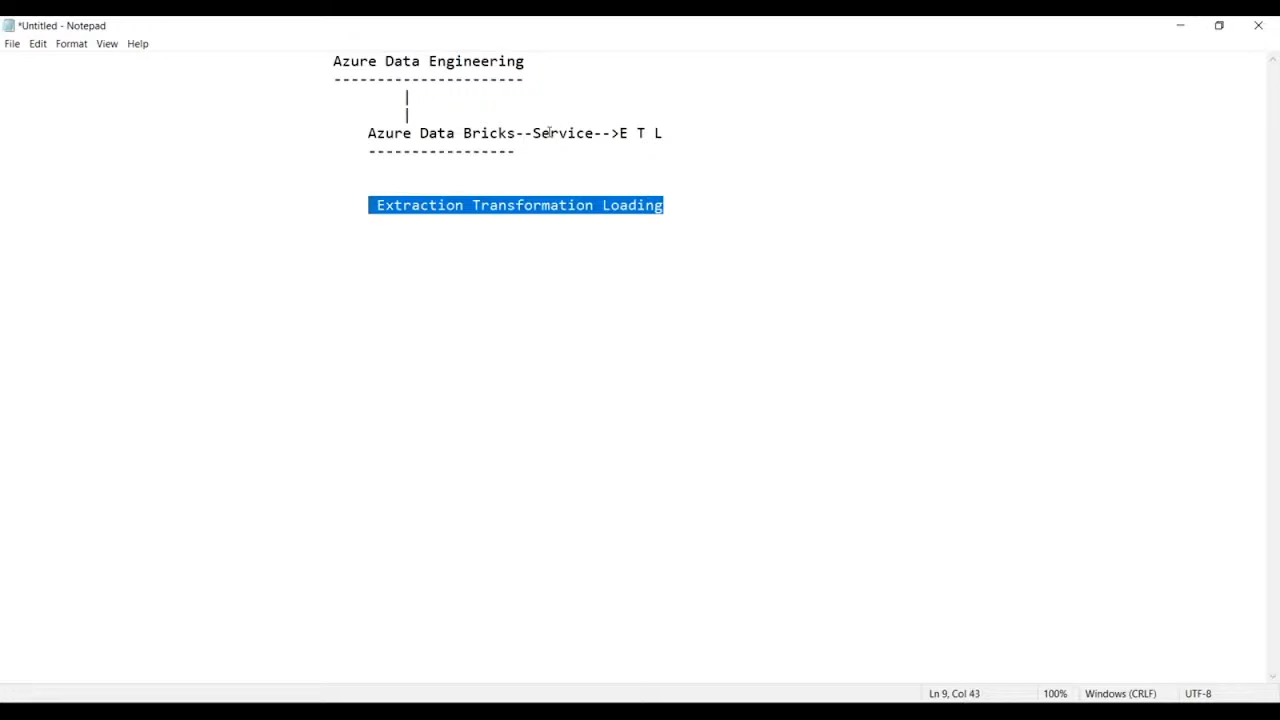 *Untitled - Notepad
File Edit Format View Help
Azure Data Engineering
----------------------
|
|
Azure Data Bricks--Service-->E T L
-----------------
Extraction Transformation Loading
Ln 9, Col 43 100% Windows (CRLF) UTF-8